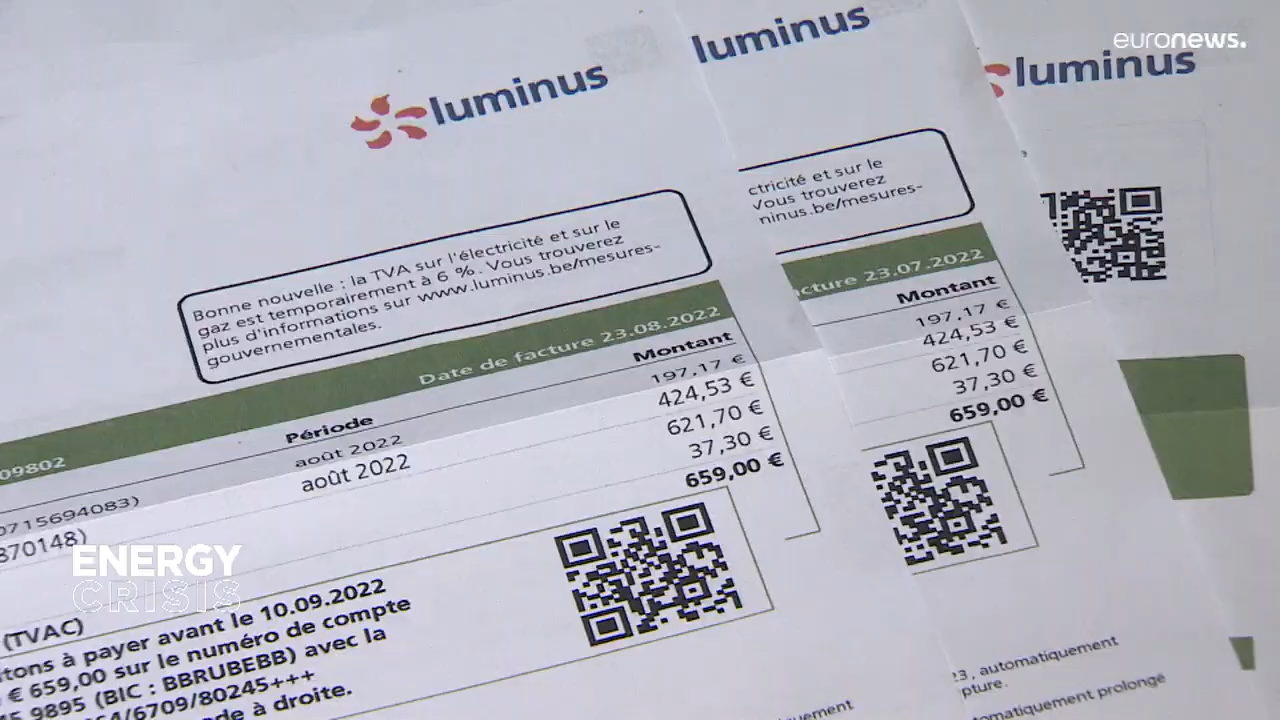 euronews.
luminus
luminus
luminus
Bonne nouvelle : la TVA sur l'électricité et sur le
gaz est temporairement à 6 %. Vous trouverez
plus d'informations sur www.luminus.be/mesures-
gouvernementales.
ctricité et sur le
Vous trouverez
ninus.be/mesures-
09802
Date de facture 23.08.2022
Période
Montant
août 2022
197,17 €
août 2022
424,53 €
621,70 €
37,30 €
659,00 €
0715694083)
870148)
cture 23.07.2022
Montant
197,17 €
424,53 €
621,70 €
37,30 €
659,00 €
ENERGY
CRISIS
(TVAC)
tons à payer avant le 10.09.2022
€ 659,00 sur le numéro de compte
9895 (BIC : BBRUBEBB) avec la
/6709/80245+++
de à droite.
23, automatiquement
pture.
tomatiquement prolongé
quement